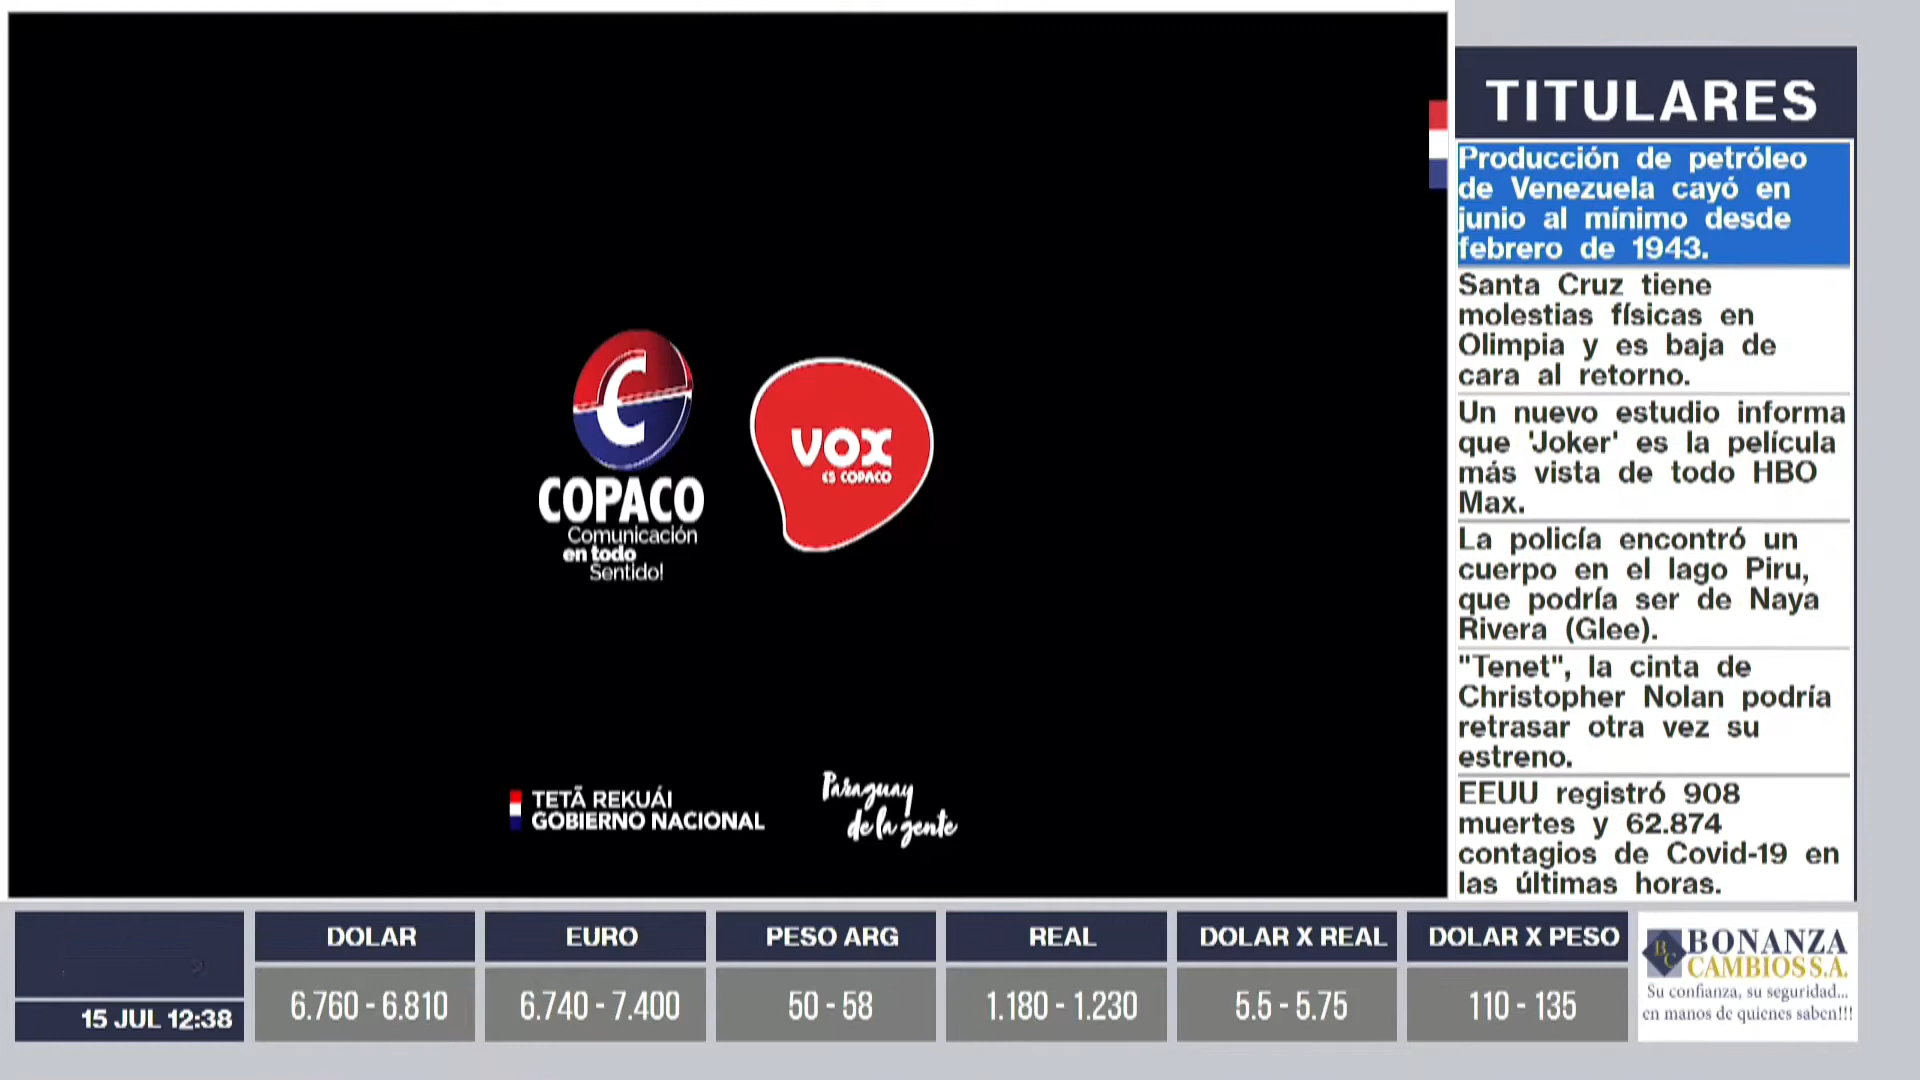 TITULARES
Producción de petróleo
de Venezuela cayó en
junio al mínimo desde
febrero de 1943.
Santa Cruz tiene
molestias físicas en
Olimpia y es baja de
cara al retorno.
Un nuevo estudio informa
que 'Joker' es la película
más vista de todo HBO
Max.
La policía encontró un
cuerpo en el lago Piru,
que podría ser de Naya
Rivera (Glee).
"Tenet", la cinta de
Christopher Nolan podría
retrasar otra vez su
estreno.
EEUU registró 908
muertes y 62.874
contagios de Covid-19 en
las últimas horas.
COPACO
Comunicación
en todo
Sentido!
VOX
ES COPACO
TETÃ REKUÁI
GOBIERNO NACIONAL
Paraguay
de la gente
15 JUL 12:38
DOLAR
6.760 - 6.810
EURO
6.740 - 7.400
PESO ARG
50 - 58
REAL
1.180 - 1.230
DOLAR X REAL
5.5 - 5.75
DOLAR X PESO
110 - 135
BC
BONANZA
CAMBIOS S.A.
Su confianza, su seguridad...
en manos de quienes saben!!!